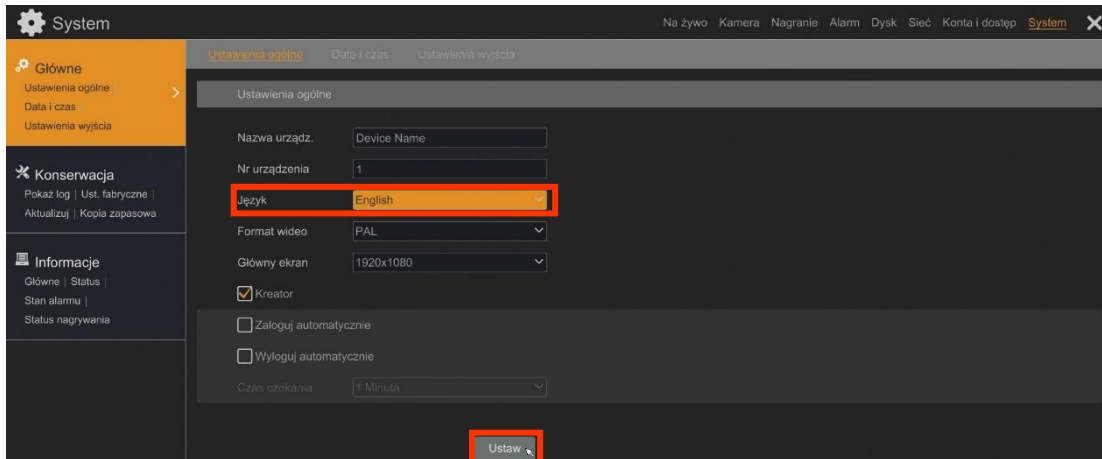 System
Na żywo Kamera Nagranie Alarm Dysk Sieć Konta i dostęp System
Główne
Ustawienia ogólne |
Data i czas |
Ustawienia wyjścia
Konserwacja
Pokaż log | Ust. fabryczne |
Aktualizuj | Kopia zapasowa
Informacje
Główne | Status |
Stan alarmu |
Status nagrywania
Ustawienia ogólne Data i czas Ustawienia wyjścia
Ustawienia ogólne
Nazwa urządz. Device Name
Nr urządzenia 1
Język English
Format wideo PAL
Główny ekran 1920x1080
Kreator
Zaloguj automatycznie
Wyloguj automatycznie
Czas czekania 1 Minuta
Ustaw